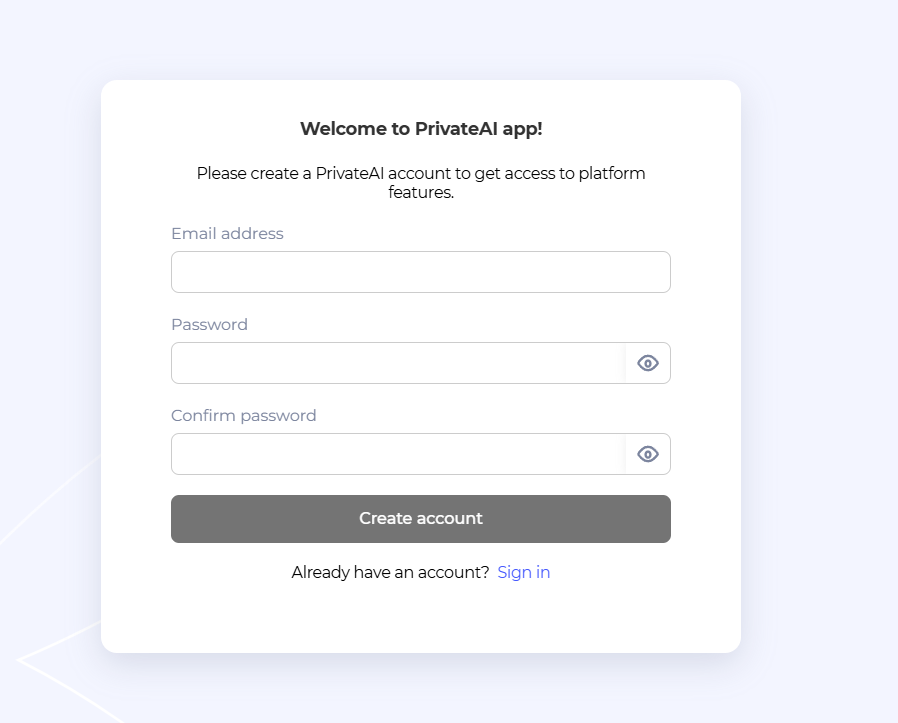 Welcome to PrivateAI app!
Please create a PrivateAI account to get access to platform
features.
Email address
Password
Confirm password
Create account
Already have an account? Sign in